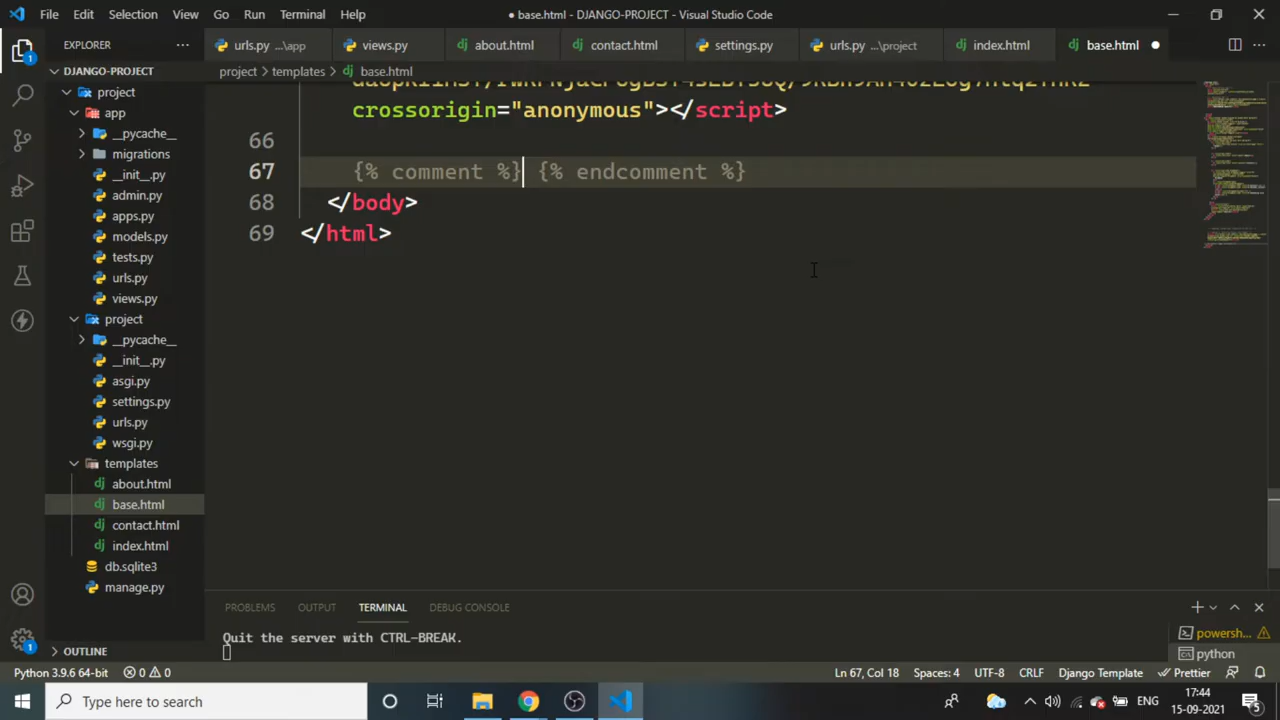 File Edit Selection View Go Run Terminal Help
● base.html - DJANGO-PROJECT - Visual Studio Code
EXPLORER
urls.py ...\app
views.py
about.html
contact.html
settings.py
urls.py ...\project
index.html
base.html
DJANGO-PROJECT
project > templates > base.html
project
app
__pycache__
migrations
__init__.py
admin.py
apps.py
models.py
tests.py
urls.py
views.py
project
__pycache__
__init__.py
asgi.py
settings.py
urls.py
wsgi.py
templates
about.html
base.html
contact.html
index.html
db.sqlite3
manage.py
OUTLINE
crossorigin="anonymous"></script>
66
67 {% comment %} {% endcomment %}
68 </body>
69 </html>
PROBLEMS OUTPUT TERMINAL DEBUG CONSOLE
Quit the server with CTRL-BREAK.
powersh...
python
1
1
Python 3.9.6 64-bit 0 0
Ln 67, Col 18 Spaces: 4 UTF-8 CRLF Django Template Prettier
Type here to search
ENG
17:44
15-09-2021
5